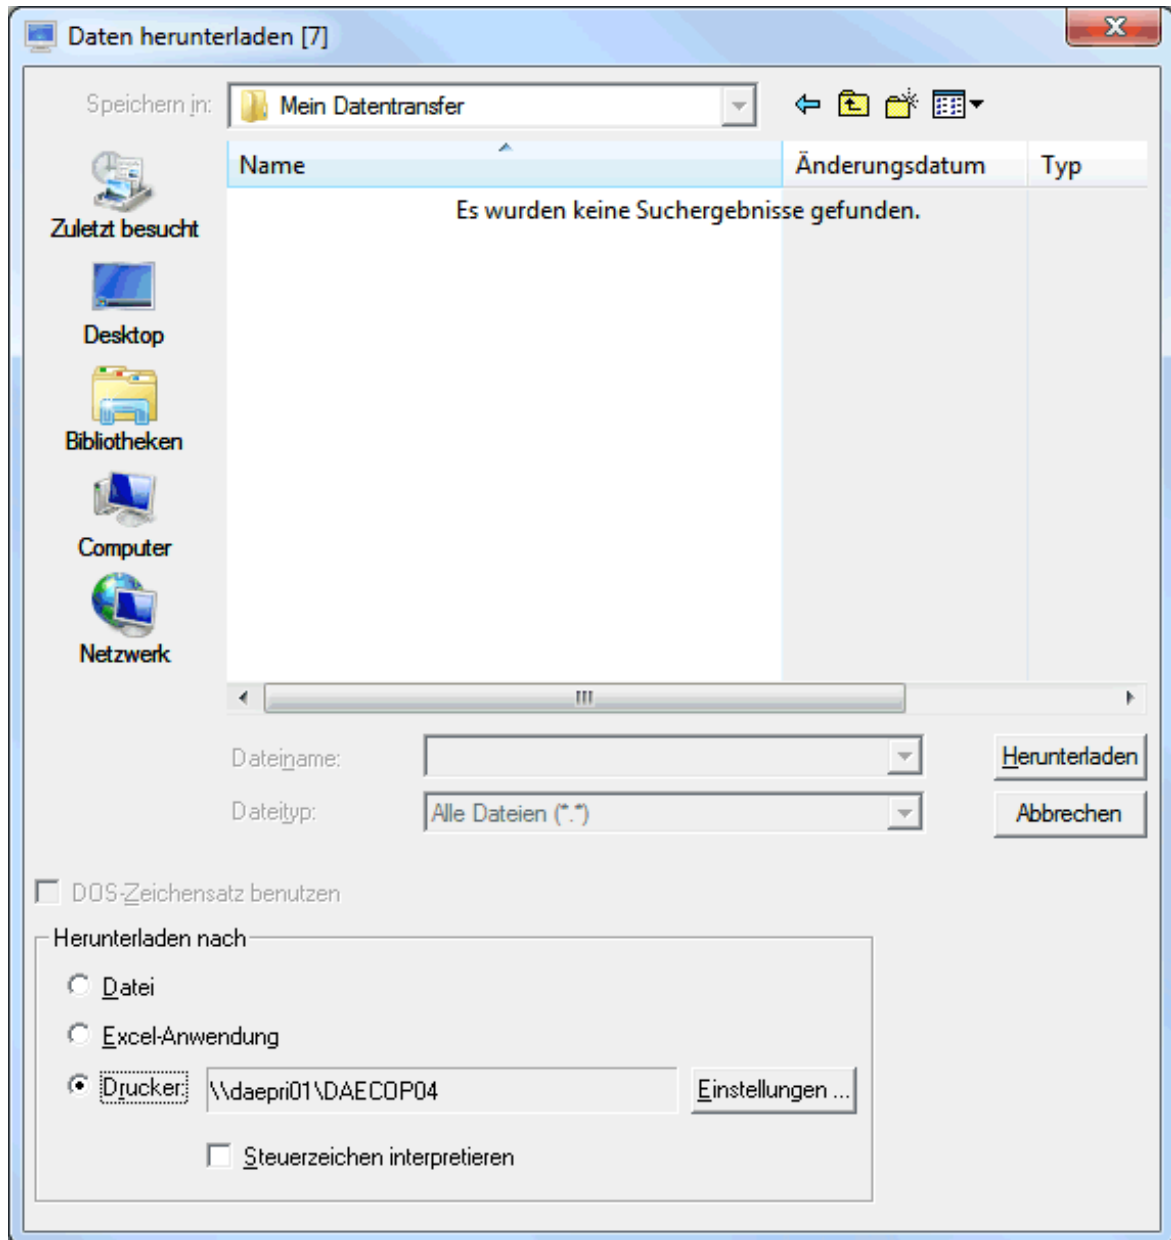 Daten herunterladen [7]
Speichern in: Mein Datentransfer
Name Änderungsdatum Typ
Es wurden keine Suchergebnisse gefunden.
Zuletzt besucht
Desktop
Bibliotheken
Computer
Netzwerk
Dateiname: Herunterladen
Dateityp: Alle Dateien (*.*) Abbrechen
DOS-Zeichensatz benutzen
Herunterladen nach
Datei
Excel-Anwendung
Drucker: \\daepri01\DAECOP04 Einstellungen ...
Steuerzeichen interpretieren